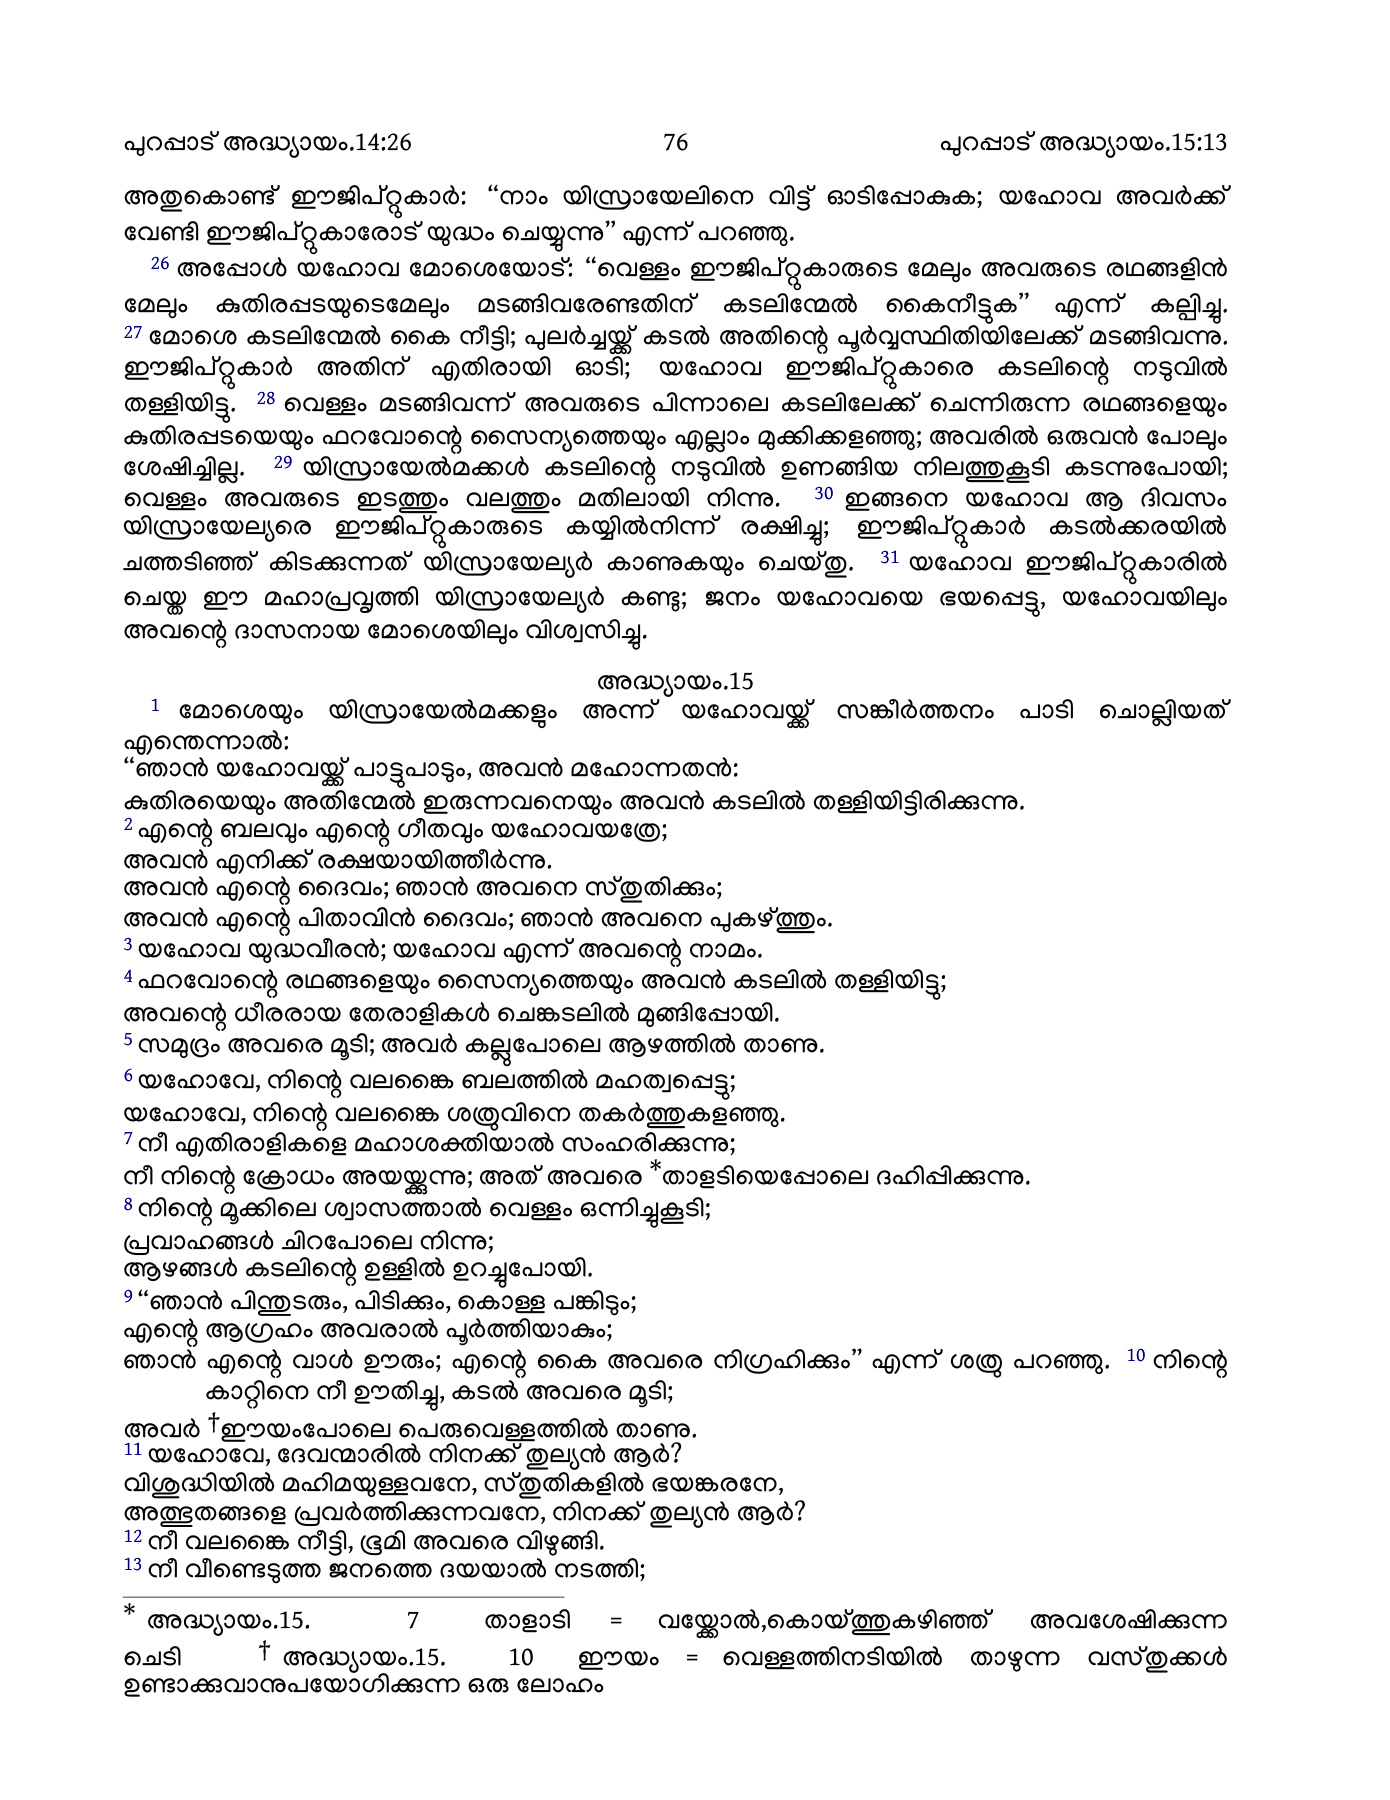 പുറപ്പാട് അദ്ധ്യായം.14:26 76 പുറപ്പാട് അദ്ധ്യായം.15:13
അതുകൊണ്ട് ഈജിപ്റ്റുകാർ: “നാം യിസ്രായേലിനെ വിട്ട് ഓടിപ്പോകുക; യഹോവ അവർക്ക്
വേണ്ടി ഈജിപ്റ്റുകാരോട് യുദ്ധം ചെയ്യുന്നു” എന്ന് പറഞ്ഞു.
26 അപ്പോൾ യഹോവ മോശെയോട്: “വെള്ളം ഈജിപ്റ്റുകാരുടെ മേലും അവരുടെ രഥങ്ങളിൻ
മേലും കുതിരപ്പടയുടെമേലും മടങ്ങിവരേണ്ടതിന് കടലിന്മേൽ കൈനീട്ടുക” എന്ന് കല്പിച്ചു.
27 മോശെ കടലിന്മേൽ കൈ നീട്ടി; പുലർച്ചയ്ക്ക് കടൽ അതിന്റെ പൂർവ്വസ്ഥിതിയിലേക്ക് മടങ്ങിവന്നു.
ഈജിപ്റ്റുകാർ അതിന് എതിരായി ഓടി; യഹോവ ഈജിപ്റ്റുകാരെ കടലിന്റെ നടുവിൽ
തള്ളിയിട്ടു. 28 വെള്ളം മടങ്ങിവന്ന് അവരുടെ പിന്നാലെ കടലിലേക്ക് ചെന്നിരുന്ന രഥങ്ങളെയും
കുതിരപ്പടയെയും ഫറവോന്റെ സൈന്യത്തെയും എല്ലാം മുക്കിക്കളഞ്ഞു; അവരിൽ ഒരുവൻ പോലും
ശേഷിച്ചില്ല. 29 യിസ്രായേൽമക്കൾ കടലിന്റെ നടുവിൽ ഉണങ്ങിയ നിലത്തുകൂടി കടന്നുപോയി;
വെള്ളം അവരുടെ ഇടത്തും വലത്തും മതിലായി നിന്നു. 30 ഇങ്ങനെ യഹോവ ആ ദിവസം
യിസ്രായേല്യരെ ഈജിപ്റ്റുകാരുടെ കയ്യിൽനിന്ന് രക്ഷിച്ചു; ഈജിപ്റ്റുകാർ കടൽക്കരയിൽ
ചത്തടിഞ്ഞ് കിടക്കുന്നത് യിസ്രായേല്യർ കാണുകയും ചെയ്തു. 31 യഹോവ ഈജിപ്റ്റുകാരിൽ
ചെയ്ത ഈ മഹാപ്രവൃത്തി യിസ്രായേല്യർ കണ്ടു; ജനം യഹോവയെ ഭയപ്പെട്ടു, യഹോവയിലും
അവന്റെ ദാസനായ മോശെയിലും വിശ്വസിച്ചു.
അദ്ധ്യായം.15
1 മോശെയും യിസ്രായേൽമക്കളും അന്ന് യഹോവയ്ക്ക് സങ്കീർത്തനം പാടി ചൊല്ലിയത്
എന്തെന്നാൽ:
“ഞാൻ യഹോവയ്ക്ക് പാട്ടുപാടും, അവൻ മഹോന്നതൻ:
കുതിരയെയും അതിന്മേൽ ഇരുന്നവനെയും അവൻ കടലിൽ തള്ളിയിട്ടിരിക്കുന്നു.
2 എന്റെ ബലവും എന്റെ ഗീതവും യഹോവയത്രേ;
അവൻ എനിക്ക് രക്ഷയായിത്തീർന്നു.
അവൻ എന്റെ ദൈവം; ഞാൻ അവനെ സ്തുതിക്കും;
അവൻ എന്റെ പിതാവിൻ ദൈവം; ഞാൻ അവനെ പുകഴ്ത്തും.
3 യഹോവ യുദ്ധവീരൻ; യഹോവ എന്ന് അവന്റെ നാമം.
4 ഫറവോന്റെ രഥങ്ങളെയും സൈന്യത്തെയും അവൻ കടലിൽ തള്ളിയിട്ടു;
അവന്റെ ധീരരായ തേരാളികൾ ചെങ്കടലിൽ മുങ്ങിപ്പോയി.
5 സമുദ്രം അവരെ മൂടി; അവർ കല്ലുപോലെ ആഴത്തിൽ താണു.
6 യഹോവേ, നിന്റെ വലങ്കൈ ബലത്തിൽ മഹത്വപ്പെട്ടു;
യഹോവേ, നിന്റെ വലങ്കൈ ശത്രുവിനെ തകർത്തുകളഞ്ഞു.
7 നീ എതിരാളികളെ മഹാശക്തിയാൽ സംഹരിക്കുന്നു;
നീ നിന്റെ ക്രോധം അയയ്ക്കുന്നു; അത് അവരെ *താളടിയെപ്പോലെ ദഹിപ്പിക്കുന്നു.
8 നിന്റെ മൂക്കിലെ ശ്വാസത്താൽ വെള്ളം ഒന്നിച്ചുകൂടി;
പ്രവാഹങ്ങൾ ചിറപോലെ നിന്നു;
ആഴങ്ങൾ കടലിന്റെ ഉള്ളിൽ ഉറച്ചുപോയി.
9 “ഞാൻ പിന്തുടരും, പിടിക്കും, കൊള്ള പങ്കിടും;
എന്റെ ആഗ്രഹം അവരാൽ പൂർത്തിയാകും;
ഞാൻ എന്റെ വാൾ ഊരും; എന്റെ കൈ അവരെ നിഗ്രഹിക്കും” എന്ന് ശത്രു പറഞ്ഞു. 10 നിന്റെ
കാറ്റിനെ നീ ഊതിച്ചു, കടൽ അവരെ മൂടി;
അവർ †ഈയംപോലെ പെരുവെള്ളത്തിൽ താണു.
11 യഹോവേ, ദേവന്മാരിൽ നിനക്ക് തുല്യൻ ആർ?
വിശുദ്ധിയിൽ മഹിമയുള്ളവനേ, സ്തുതികളിൽ ഭയങ്കരനേ,
അത്ഭുതങ്ങളെ പ്രവർത്തിക്കുന്നവനേ, നിനക്ക് തുല്യൻ ആർ?
12 നീ വലങ്കൈ നീട്ടി, ഭൂമി അവരെ വിഴുങ്ങി.
13 നീ വീണ്ടെടുത്ത ജനത്തെ ദയയാൽ നടത്തി;
* അദ്ധ്യായം.15. 7 താളാടി = വയ്ക്കോൽ,കൊയ്ത്തുകഴിഞ്ഞ് അവശേഷിക്കുന്ന
ചെടി † അദ്ധ്യായം.15. 10 ഈയം = വെള്ളത്തിനടിയിൽ താഴുന്ന വസ്തുക്കൾ
ഉണ്ടാക്കുവാനുപയോഗിക്കുന്ന ഒരു ലോഹം